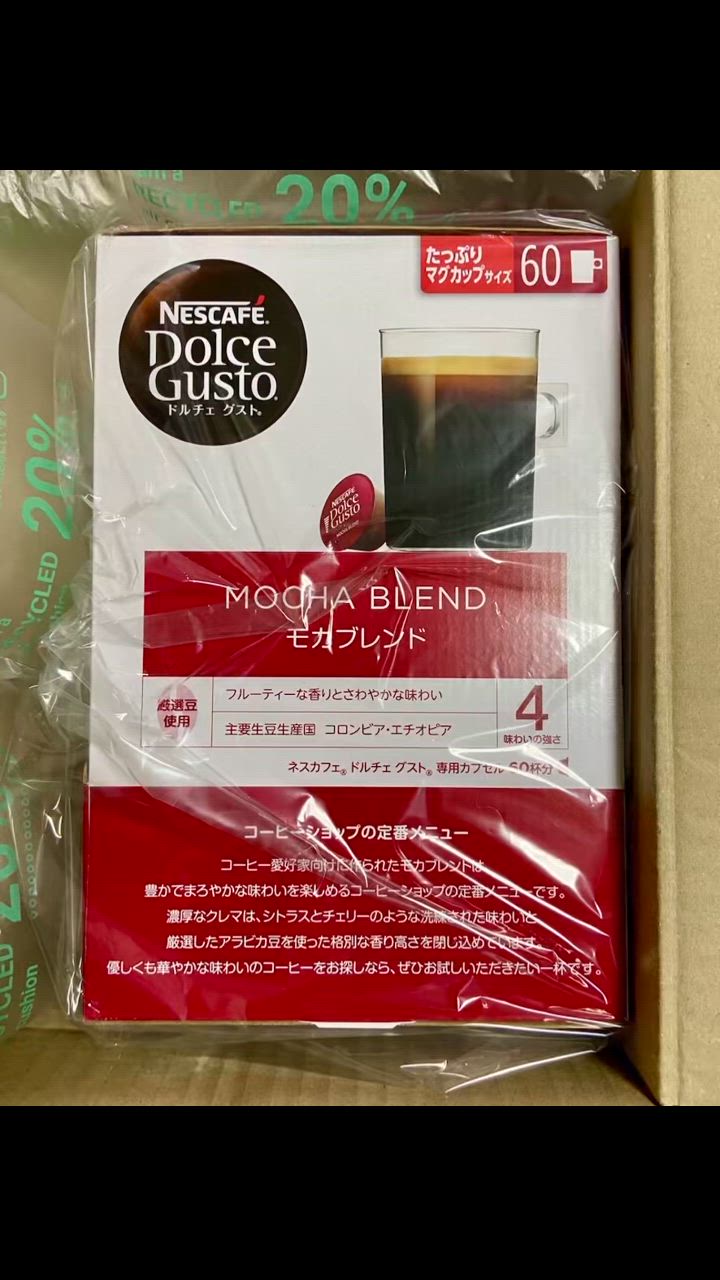 I am a
RECYCLED
20%
たっぷり
マグカップサイズ 60
NESCAFÉ®
Dolce
Gusto®
ドルチェ グスト®
20%
RECYCLED
NESCAFÉ
Dolce
Gusto
MOCHA BLEND
MOCHA BLEND
モカブレンド
厳選豆
使用
フルーティーな香りとさわやかな味わい
主要生豆生産国 コロンビア・エチオピア
4
味わいの強さ
ネスカフェ® ドルチェ グスト® 専用カプセル 60杯分
コーヒーショップの定番メニュー
コーヒー愛好家向けに作られたモカブレンドは、
豊かでまろやかな味わいを楽しめるコーヒーショップの定番メニューです。
濃厚なクレマは、シトラスとチェリーのような洗練された味わいと
厳選したアラビカ豆を使った格別な香り高さを閉じ込めています。
優しくも華やかな味わいのコーヒーをお探しなら、ぜひお試しいただきたい一杯です。
cushion